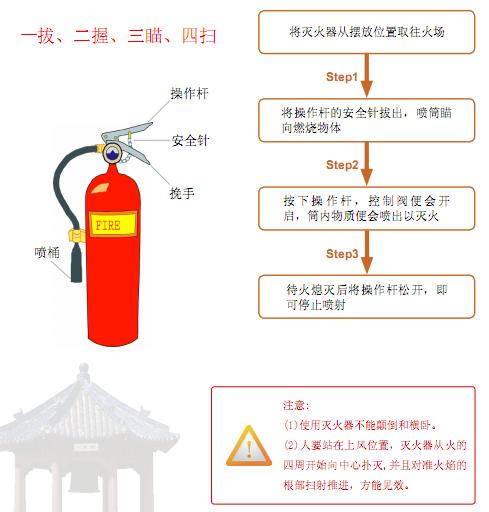 一拔、二握、三瞄、四扫
操作杆
安全针
挽手
喷桶
FIRE
将灭火器从摆放位置取往火场
Step1
将操作杆的安全针拔出，喷筒瞄
向燃烧物体
Step2
按下操作杆，控制阀便会开
启，筒内物质便会喷出以灭火
Step3
待火熄灭后将操作杆松开，即
可停止喷射
注意:
(1)使用灭火器不能颠倒和横卧。
(2)人要站在上风位置，灭火器从火的
四周开始向中心扑灭,并且对准火焰的
根部扫射推进，方能见效。